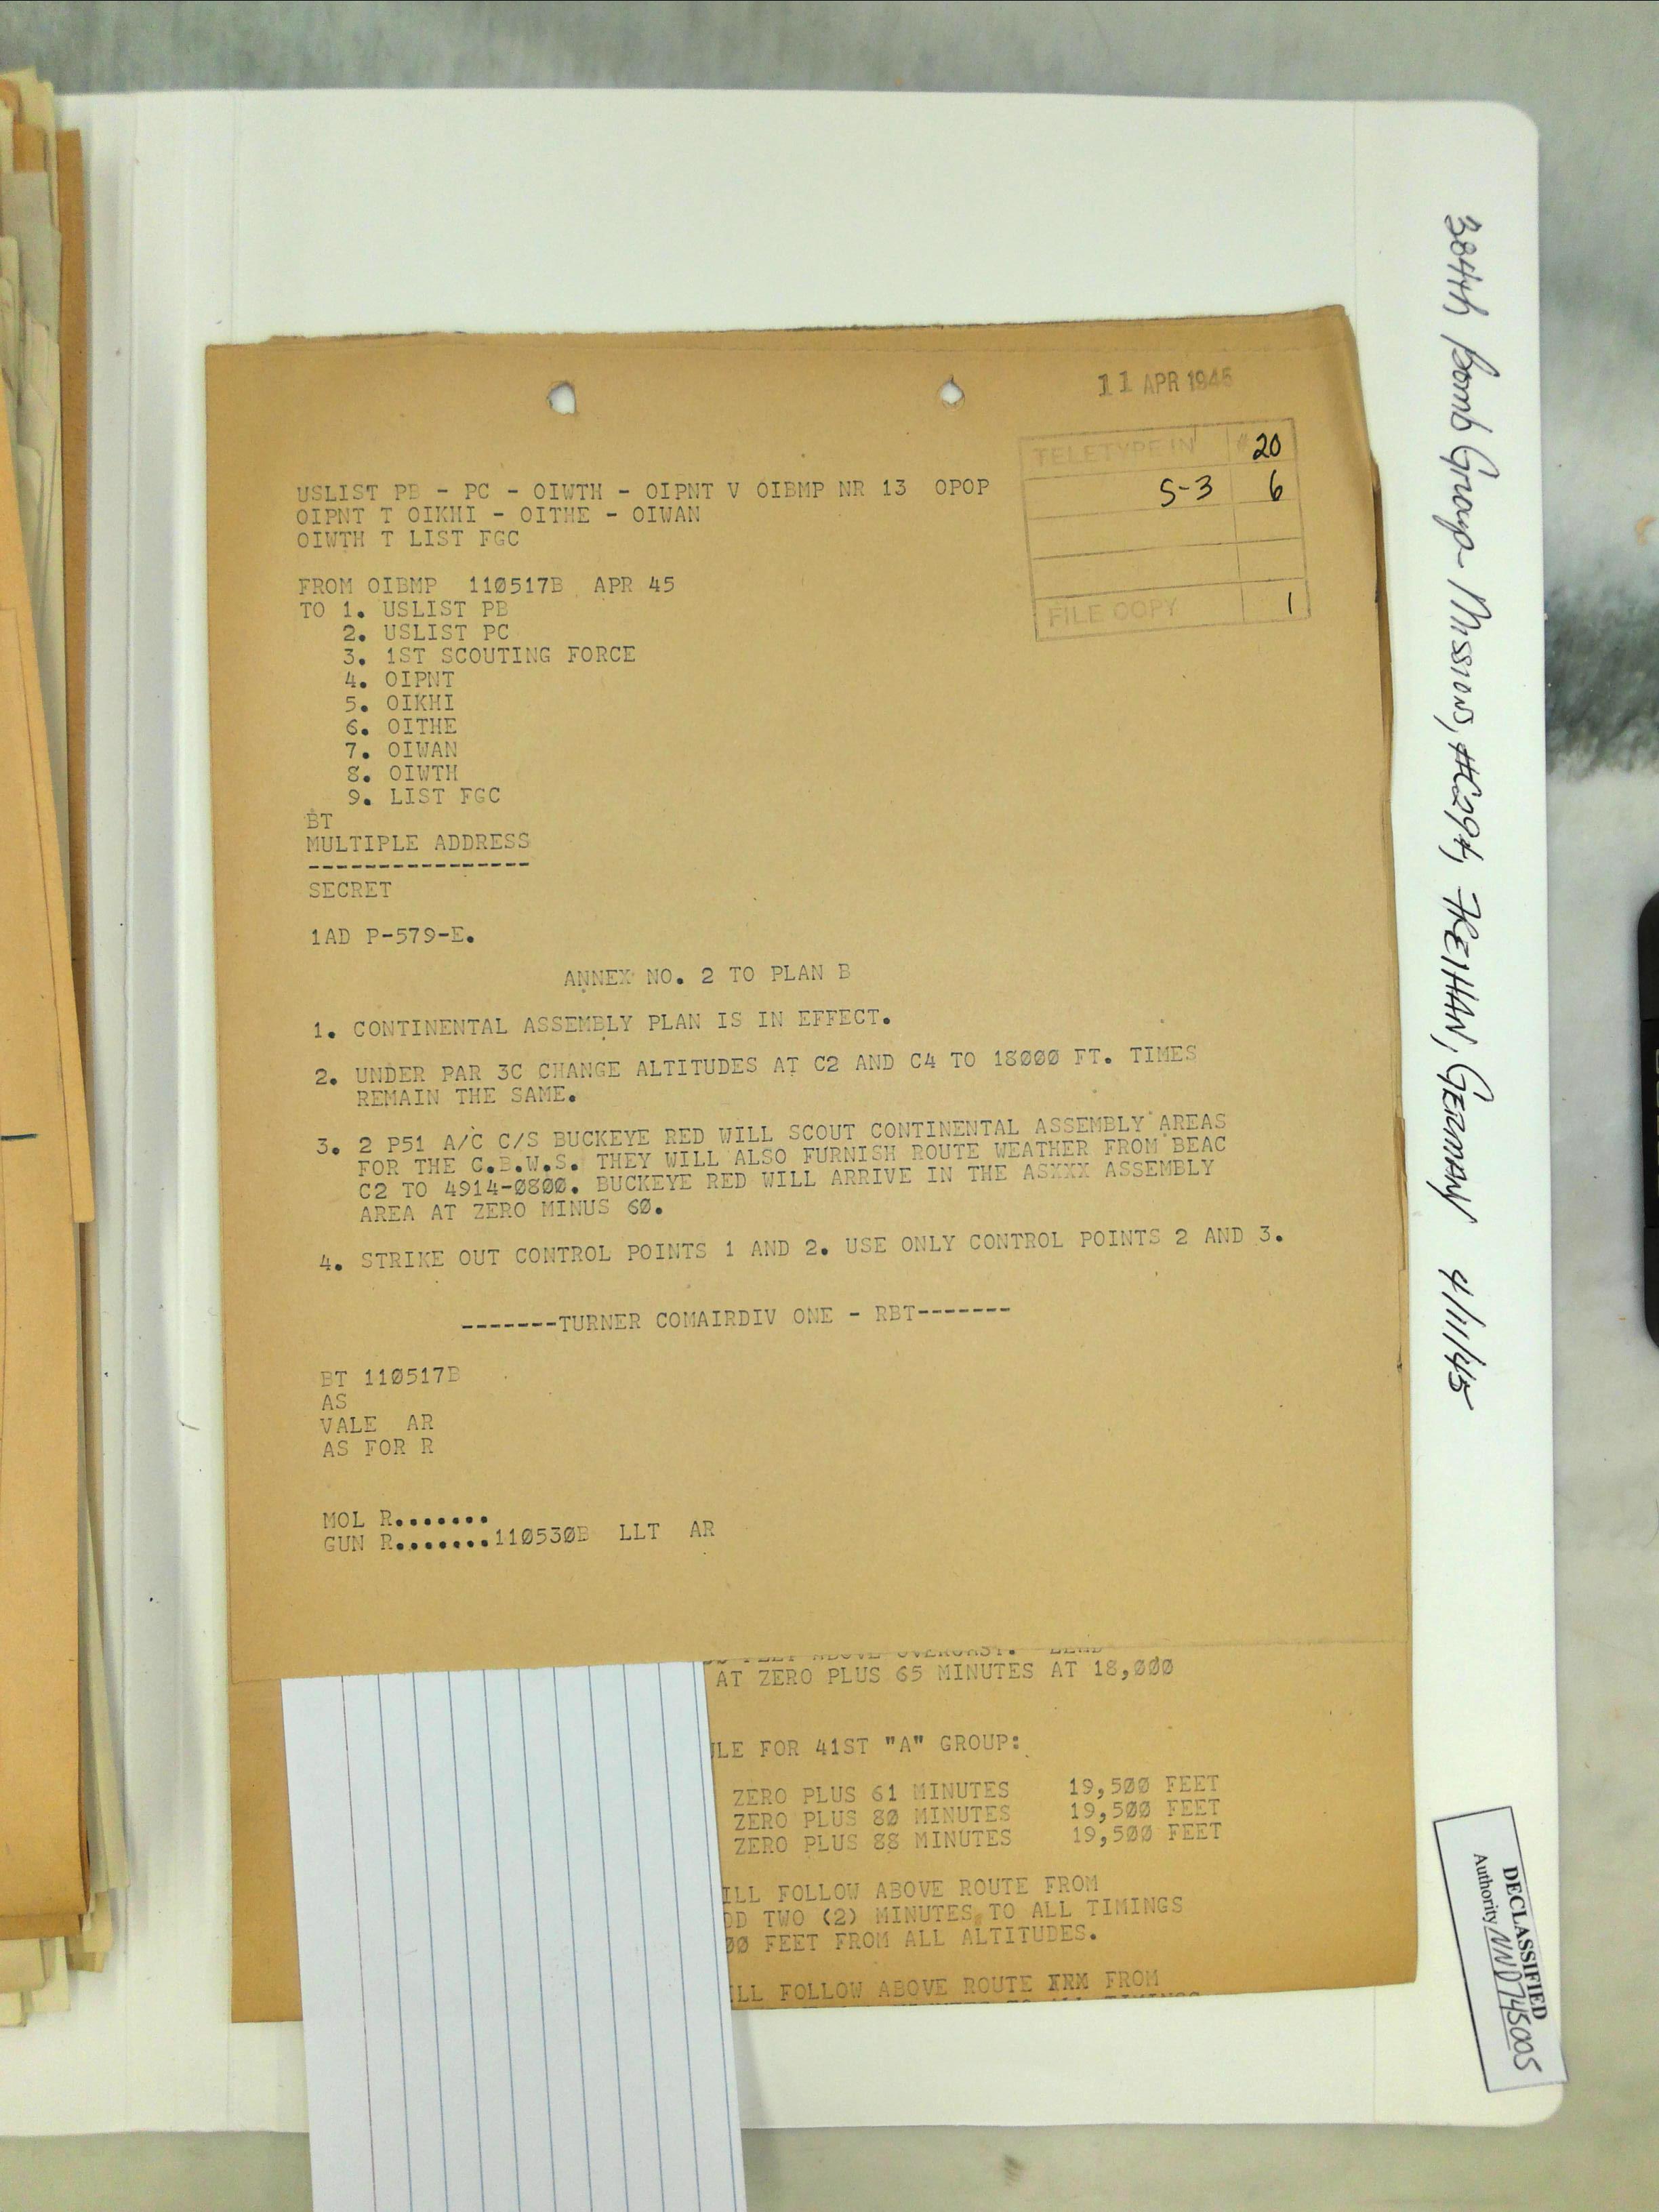 11 APR 1945
TELETYPE IN # 20
S-3 6
FILE COPY 1
USLIST PB - PC - OIWTH - OIPNT V OIBMP NR 13 OPOP
OIPNT T OIKHI - OITHE - OIWAN
OIWTH T LIST FGC
FROM OIBMP 110517B APR 45
TO 1. USLIST PB
2. USLIST PC
3. 1ST SCOUTING FORCE
4. OIPNT
5. OIKHI
6. OITHE
7. OIWAN
8. OIWTH
9. LIST FGC
BT
MULTIPLE ADDRESS
----------------
SECRET
1AD P-579-E.
ANNEX NO. 2 TO PLAN B
1. CONTINENTAL ASSEMBLY PLAN IS IN EFFECT.
2. UNDER PAR 3C CHANGE ALTITUDES AT C2 AND C4 TO 18000 FT. TIMES
REMAIN THE SAME.
3. 2 P51 A/C C/S BUCKEYE RED WILL SCOUT CONTINENTAL ASSEMBLY AREAS
FOR THE C.B.W.S. THEY WILL ALSO FURNISH ROUTE WEATHER FROM BEAC
C2 TO 4914-0800. BUCKEYE RED WILL ARRIVE IN THE ASXXX ASSEMBLY
AREA AT ZERO MINUS 60.
4. STRIKE OUT CONTROL POINTS 1 AND 2. USE ONLY CONTROL POINTS 2 AND 3.
-------TURNER COMAIRDIV ONE - RBT-------
BT 110517B
AS
VALE AR
AS FOR R
MOL R.......
GUN R.......110530B LLT AR
FEET ABOVE OVERCAST.
AT ZERO PLUS 65 MINUTES AT 18,000
ULE FOR 41ST "A" GROUP:
ZERO PLUS 61 MINUTES 19,500 FEET
ZERO PLUS 80 MINUTES 19,500 FEET
ZERO PLUS 88 MINUTES 19,500 FEET
ILL FOLLOW ABOVE ROUTE FROM
DD TWO (2) MINUTES TO ALL TIMINGS
00 FEET FROM ALL ALTITUDES.
ILL FOLLOW ABOVE ROUTE XRM FROM
384th Bomb Group Missions, #294, FREIHAN, GERMANY 4/11/45
DECLASSIFIED
Authority NND745005